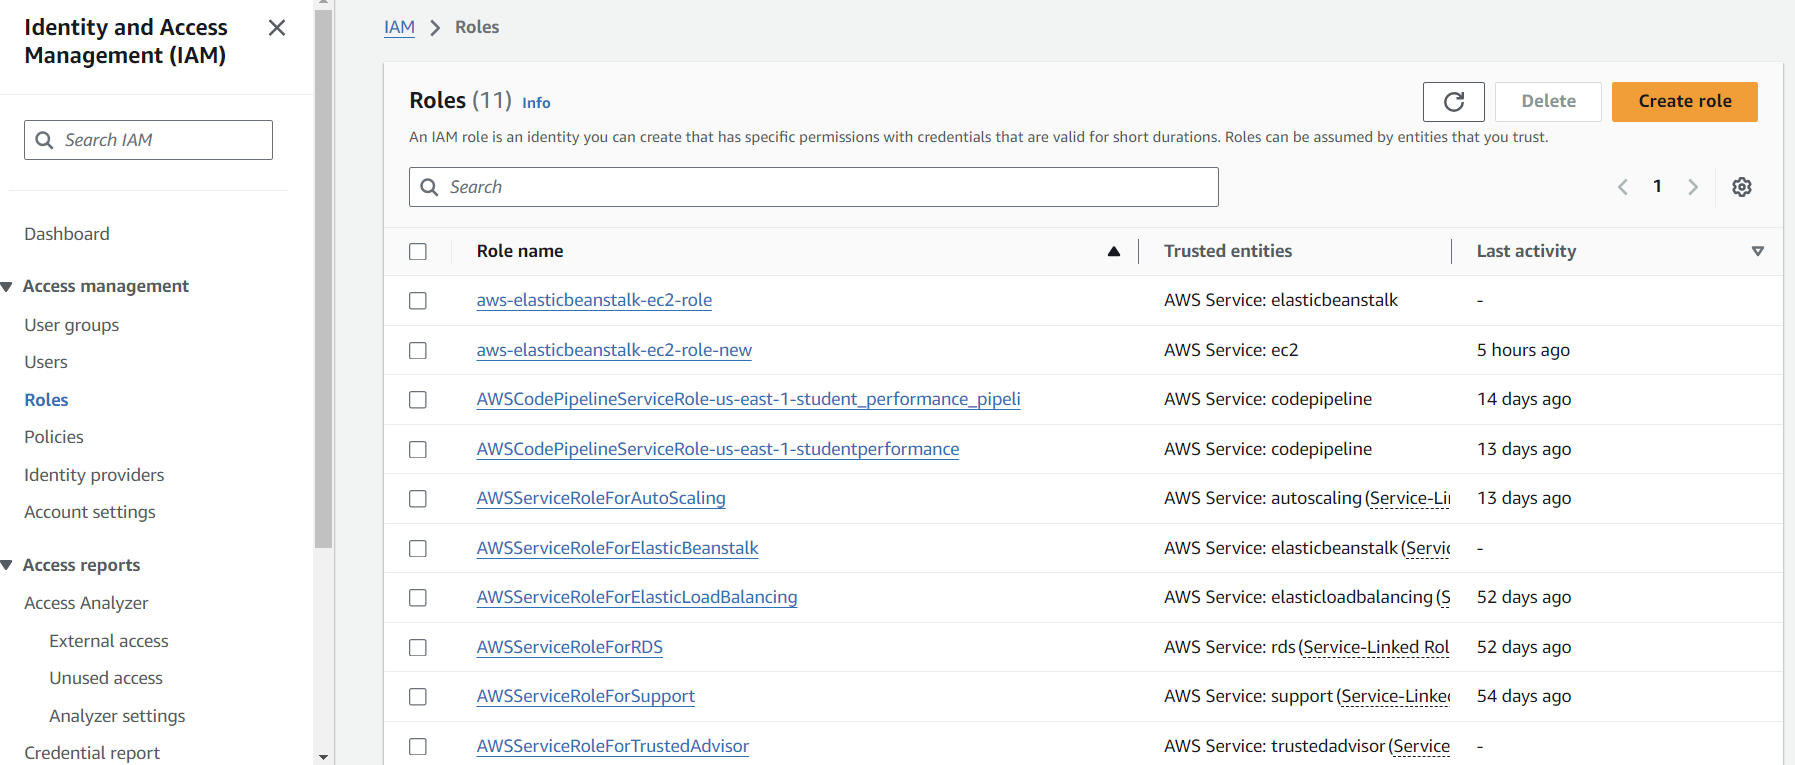 Identity and Access
Management (IAM)
Search IAM
Dashboard
Access management
User groups
Users
Roles
Policies
Identity providers
Account settings
Access reports
Access Analyzer
External access
Unused access
Analyzer settings
Credential report
IAM > Roles
Roles (11) Info
Delete
Create role
An IAM role is an identity you can create that has specific permissions with credentials that are valid for short durations. Roles can be assumed by entities that you trust.
Search
1
Role name Trusted entities Last activity
aws-elasticbeanstalk-ec2-role AWS Service: elasticbeanstalk -
aws-elasticbeanstalk-ec2-role-new AWS Service: ec2 5 hours ago
AWSCodePipelineServiceRole-us-east-1-student_performance_pipeli AWS Service: codepipeline 14 days ago
AWSCodePipelineServiceRole-us-east-1-studentperformance AWS Service: codepipeline 13 days ago
AWSServiceRoleForAutoScaling AWS Service: autoscaling (Service-Li 13 days ago
AWSServiceRoleForElasticBeanstalk AWS Service: elasticbeanstalk (Servic -
AWSServiceRoleForElasticLoadBalancing AWS Service: elasticloadbalancing (S 52 days ago
AWSServiceRoleForRDS AWS Service: rds (Service-Linked Rol 52 days ago
AWSServiceRoleForSupport AWS Service: support (Service-Linke 54 days ago
AWSServiceRoleForTrustedAdvisor AWS Service: trustedadvisor (Service -